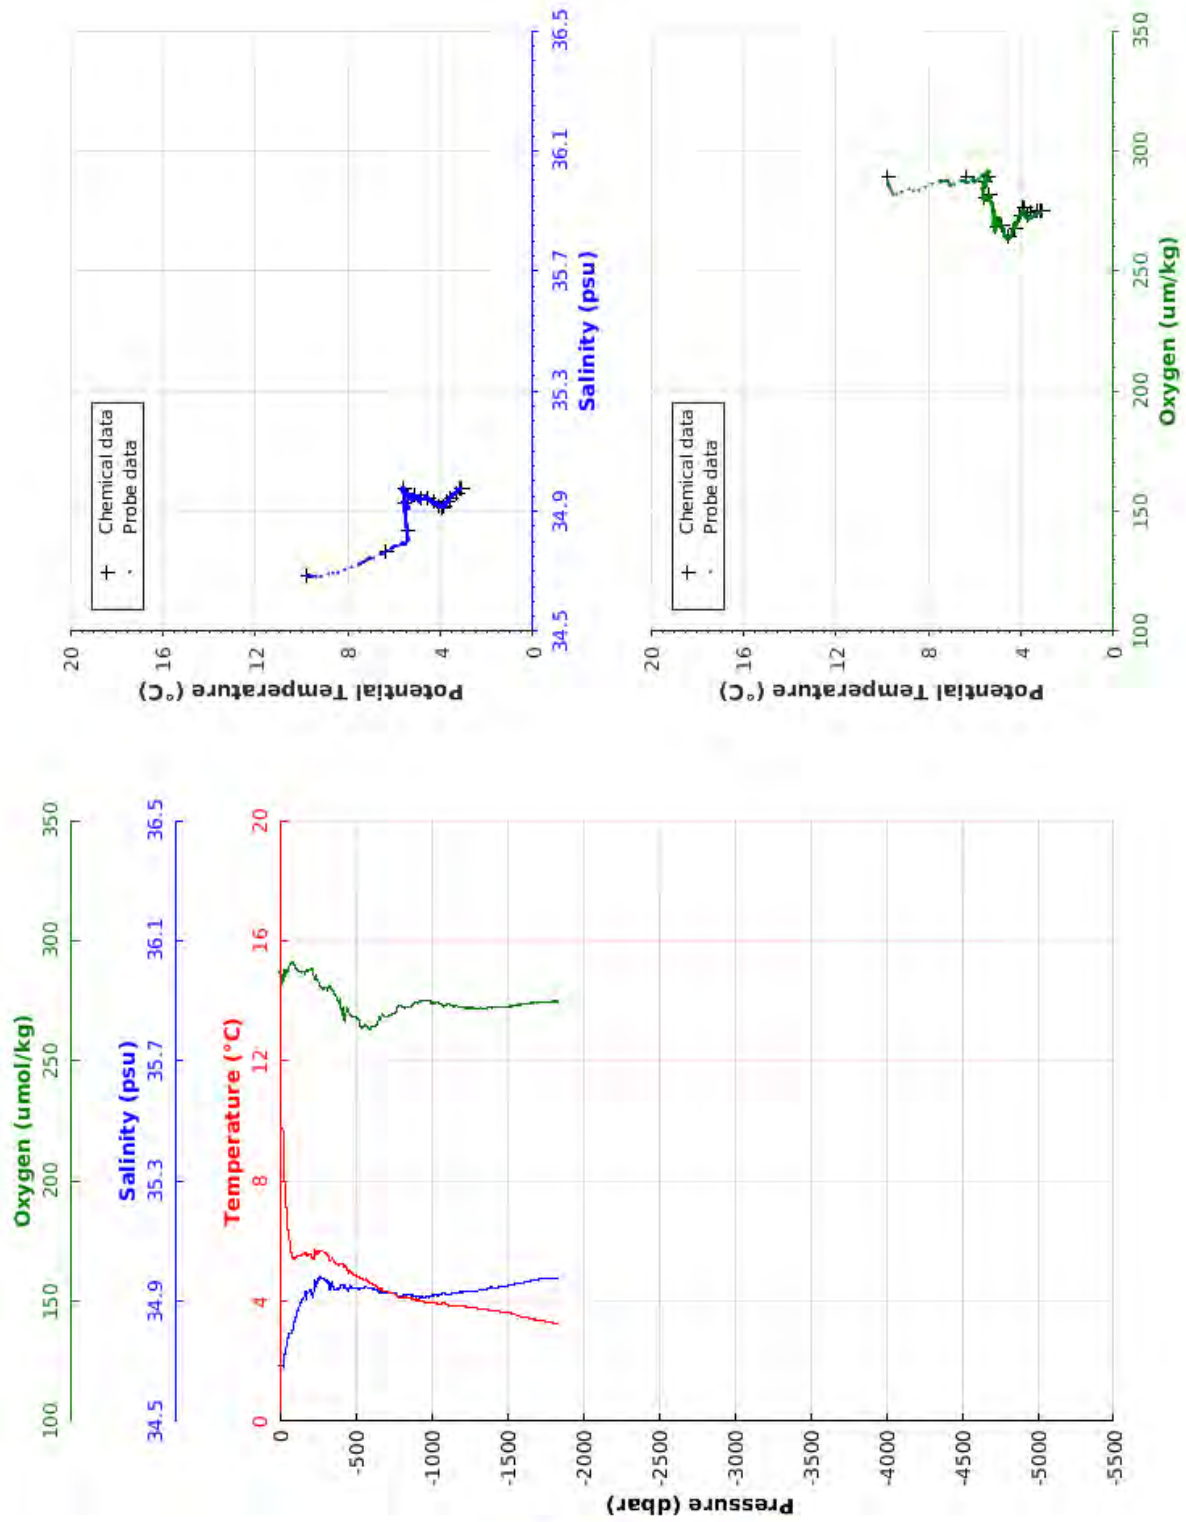 Oxygen (umol/kg)
100 150 200 250 300 350
Salinity (psu)
34.5 34.9 35.3 35.7 36.1 36.5
Temperature (°C)
0 4 8 12 16 20
Pressure (dbar)
0
-500
-1000
-1500
-2000
-2500
-3000
-3500
-4000
-4500
-5000
-5500
Potential Temperature (°C)
20
16
12
8
4
0
+ Chemical data
. Probe data
34.5 34.9 35.3 35.7 36.1 36.5
Salinity (psu)
Potential Temperature (°C)
20
16
12
8
4
0
+ Chemical data
. Probe data
100 150 200 250 300 350
Oxygen (um/kg)